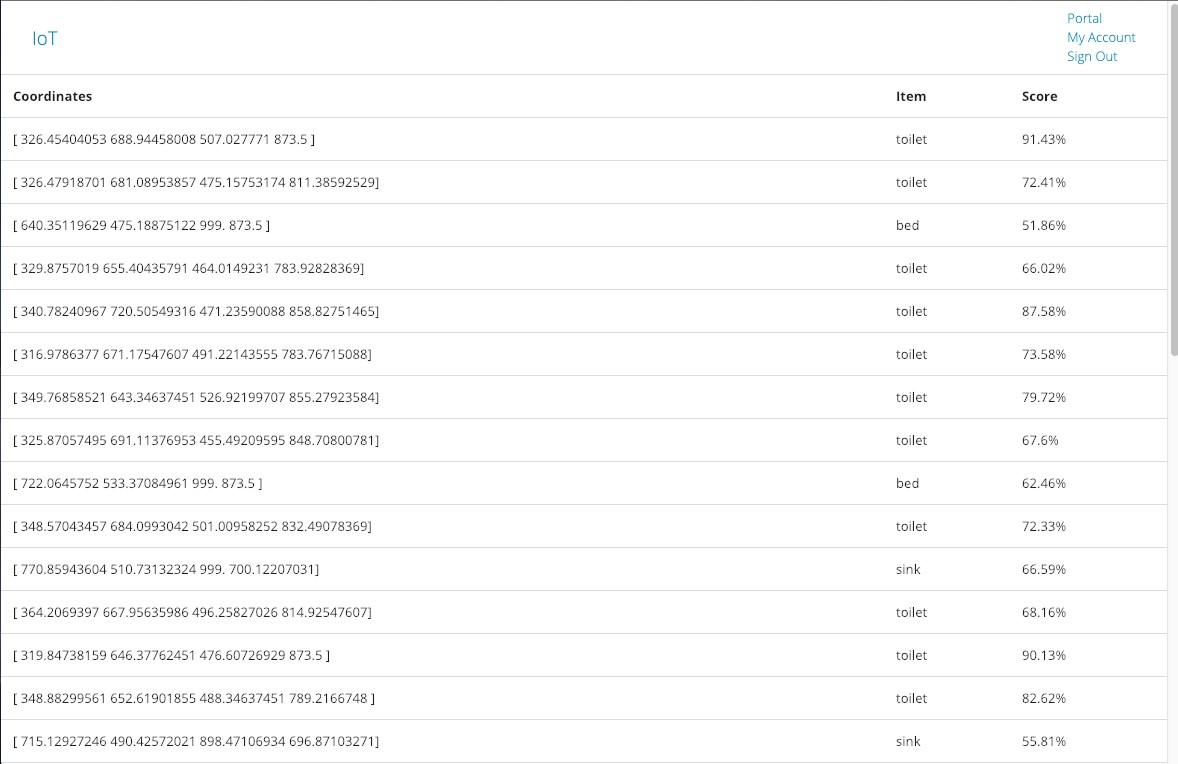 IoT
Portal
My Account
Sign Out
Coordinates Item Score
[ 326.45404053 688.94458008 507.027771 873.5 ] toilet 91.43%
[ 326.47918701 681.08953857 475.15753174 811.38592529] toilet 72.41%
[ 640.35119629 475.18875122 999. 873.5 ] bed 51.86%
[ 329.8757019 655.40435791 464.0149231 783.92828369] toilet 66.02%
[ 340.78240967 720.50549316 471.23590088 858.82751465] toilet 87.58%
[ 316.9786377 671.17547607 491.22143555 783.76715088] toilet 73.58%
[ 349.76858521 643.34637451 526.92199707 855.27923584] toilet 79.72%
[ 325.87057495 691.11376953 455.49209595 848.70800781] toilet 67.6%
[ 722.0645752 533.37084961 999. 873.5 ] bed 62.46%
[ 348.57043457 684.0993042 501.00958252 832.49078369] toilet 72.33%
[ 770.85943604 510.73132324 999. 700.12207031] sink 66.59%
[ 364.2069397 667.95635986 496.25827026 814.92547607] toilet 68.16%
[ 319.84738159 646.37762451 476.60726929 873.5 ] toilet 90.13%
[ 348.88299561 652.61901855 488.34637451 789.2166748 ] toilet 82.62%
[ 715.12927246 490.42572021 898.47106934 696.87103271] sink 55.81%